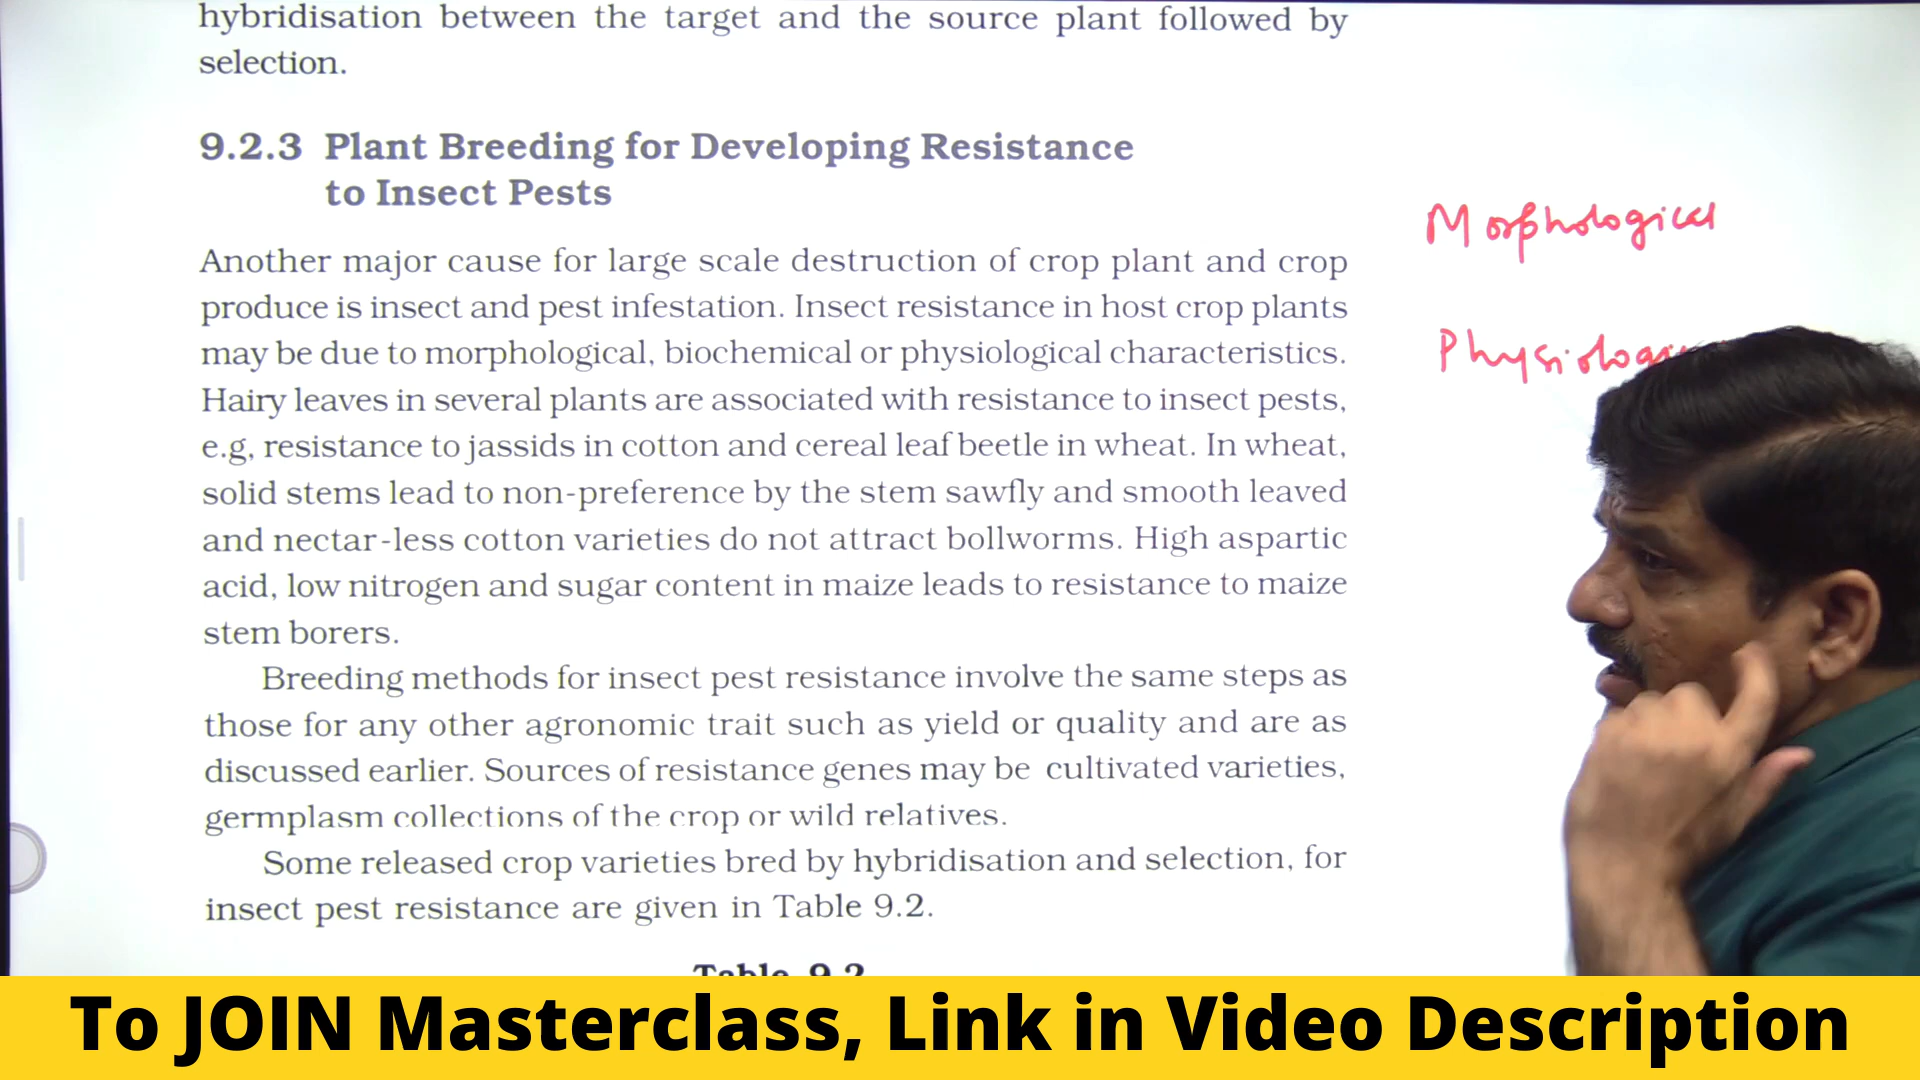 hybridisation between the target and the source plant followed by
selection.
9.2.3 Plant Breeding for Developing Resistance
to Insect Pests
Another major cause for large scale destruction of crop plant and crop
produce is insect and pest infestation. Insect resistance in host crop plants
may be due to morphological, biochemical or physiological characteristics.
Hairy leaves in several plants are associated with resistance to insect pests,
e.g, resistance to jassids in cotton and cereal leaf beetle in wheat. In wheat,
solid stems lead to non-preference by the stem sawfly and smooth leaved
and nectar-less cotton varieties do not attract bollworms. High aspartic
acid, low nitrogen and sugar content in maize leads to resistance to maize
stem borers.
Breeding methods for insect pest resistance involve the same steps as
those for any other agronomic trait such as yield or quality and are as
discussed earlier. Sources of resistance genes may be cultivated varieties,
germplasm collections of the crop or wild relatives.
Some released crop varieties bred by hybridisation and selection, for
insect pest resistance are given in Table 9.2.
Table 9.2
Morphological
To JOIN Masterclass, Link in Video Description